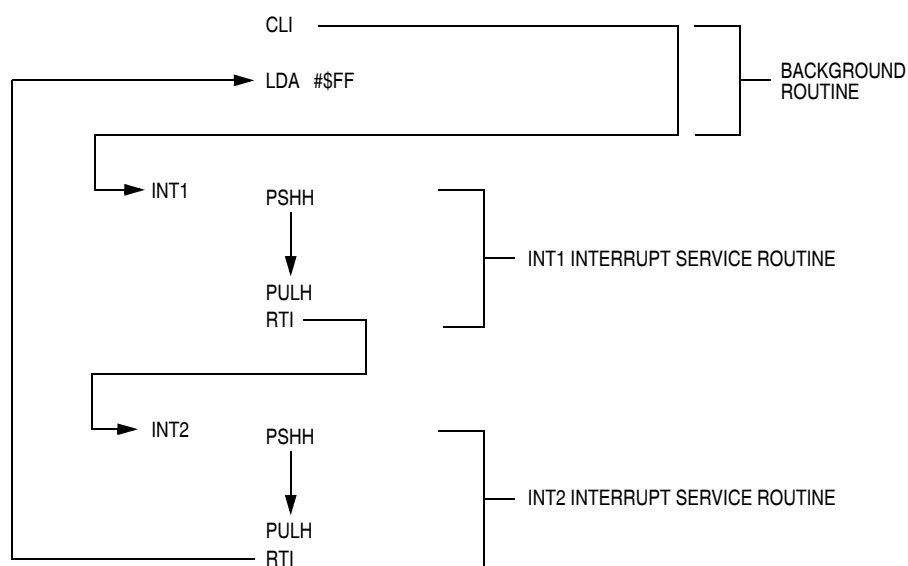 CLI
LDA #$FF
BACKGROUND
ROUTINE
INT1
PSHH
INT1 INTERRUPT SERVICE ROUTINE
PULH
RTI
INT2
PSHH
INT2 INTERRUPT SERVICE ROUTINE
PULH
RTI